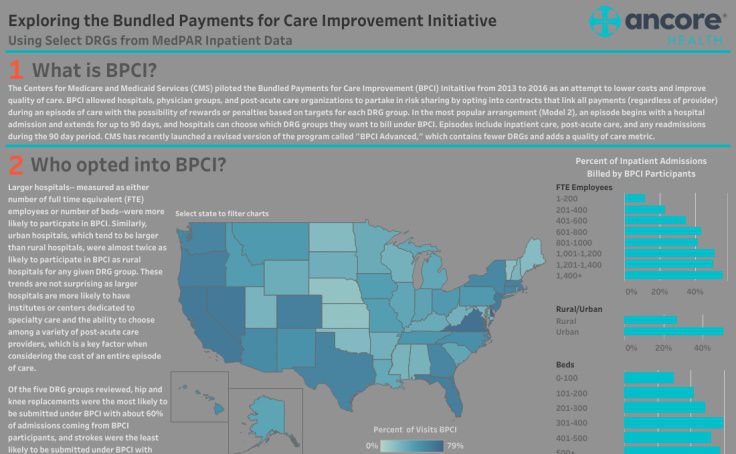 Exploring the Bundled Payments for Care Improvement Initiative
Using Select DRGs from MedPAR Inpatient Data
ancore
HEALTH
1 What is BPCI?
The Centers for Medicare and Medicaid Services (CMS) piloted the Bundled Payments for Care Improvement (BPCI) Initaitive from 2013 to 2016 as an attempt to lower costs and improve
quality of care. BPCI allowed hospitals, physician groups, and post-acute care organizations to partake in risk sharing by opting into contracts that link all payments (regardless of provider)
during an episode of care with the possibility of rewards or penalties based on targets for each DRG group. In the most popular arrangement (Model 2), an episode begins with a hospital
admission and extends for up to 90 days, and hospitals can choose which DRG groups they want to bill under BPCI. Episodes include inpatient care, post-acute care, and any readmissions
during the 90 day period. CMS has recently launched a revised version of the program called "BPCI Advanced," which contains fewer DRGs and adds a quality of care metric.
2 Who opted into BPCI?
Larger hospitals-- measured as either
number of full time equivalent (FTE)
employees or number of beds--were more
likely to particpate in BPCI. Similarly,
urban hospitals, which tend to be larger
than rural hospitals, were almost twice as
likely to participate in BPCI as rural
hospitals for any given DRG group. These
trends are not surprising as larger
hospitals are more likely to have
institutes or centers dedicated to
specialty care and the ability to choose
among a variety of post-acute care
providers, which is a key factor when
considering the cost of an entire episode
of care.
Of the five DRG groups reviewed, hip and
knee replacements were the most likely to
be submitted under BPCI with about 60%
of admissions coming from BPCI
participants, and strokes were the least
likely to be submitted under BPCI with
Select state to filter charts
Percent of Visits BPCI
0% 79%
Percent of Inpatient Admissions
Billed by BPCI Participants
FTE Employees
1-200
201-400
401-600
601-800
801-1000
1,001-1,200
1,201-1,400
1,400+
0% 20% 40%
Rural/Urban
Rural
Urban
0% 20% 40%
Beds
0-100
101-200
201-300
301-400
401-500
500+